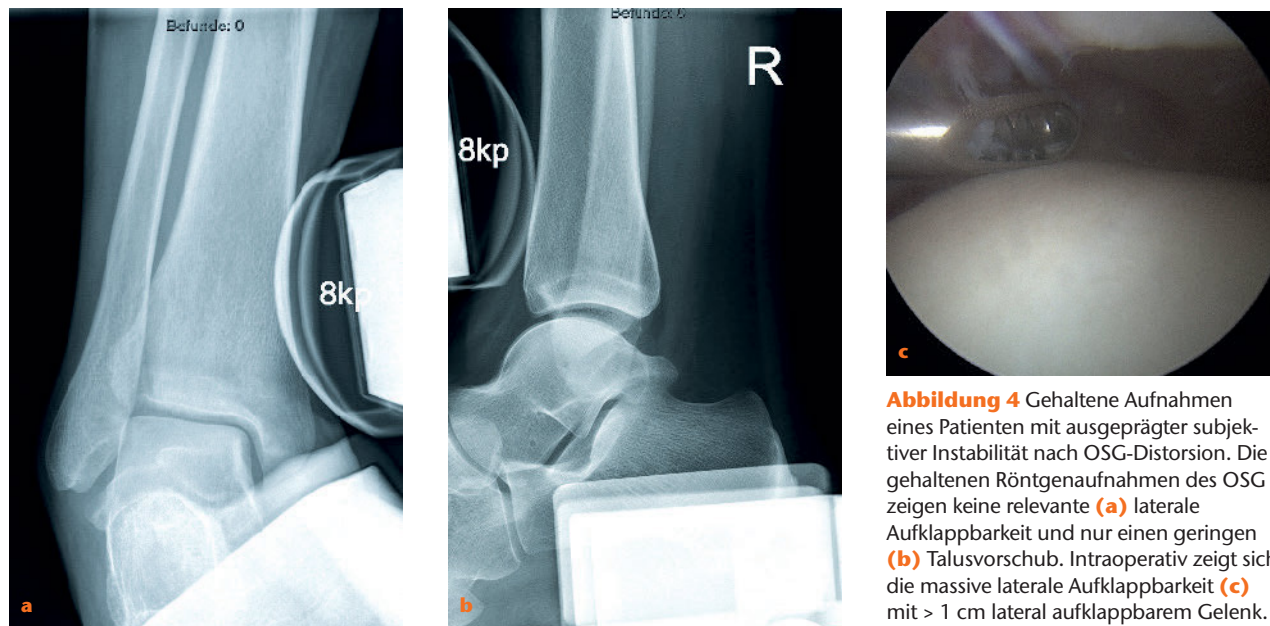 Befunde: 0
8kp
a
Befunde: 0
R
8kp
b
c
Abbildung 4 Gehaltene Aufnahmen
eines Patienten mit ausgeprägter subjek-
tiver Instabilität nach OSG-Distorsion. Die
gehaltenen Röntgenaufnahmen des OSG
zeigen keine relevante (a) laterale
Aufklappbarkeit und nur einen geringen
(b) Talusvorschub. Intraoperativ zeigt sich
die massive laterale Aufklappbarkeit (c)
mit > 1 cm lateral aufklappbarem Gelenk.